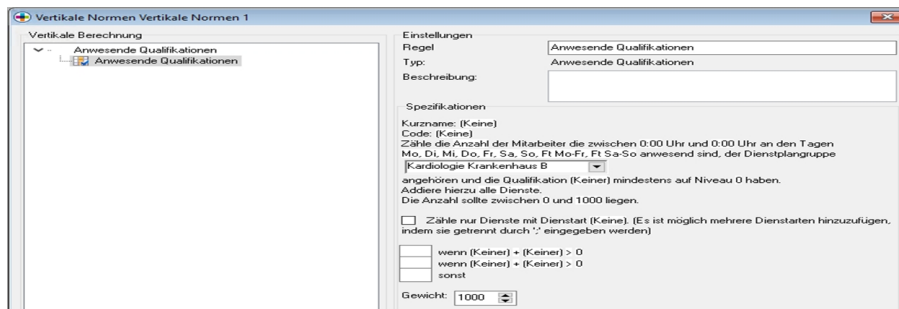 Vertikale Normen Vertikale Normen 1
Vertikale Berechnung
Anwesende Qualifikationen
Anwesende Qualifikationen
Einstellungen
Regel
Anwesende Qualifikationen
Typ:
Anwesende Qualifikationen
Beschreibung:
Spezifikationen
Kurzname: (Keine)
Code: (Keine)
Zähle die Anzahl der Mitarbeiter die zwischen 0:00 Uhr und 0:00 Uhr an den Tagen
Mo, Di, Mi, Do, Fr, Sa, So, Ft Mo-Fr, Ft Sa-So anwesend sind, der Dienstplangruppe
Kardiologie Krankenhaus B
angehören und die Qualifikation (Keiner) mindestens auf Niveau 0 haben.
Addiere hierzu alle Dienste.
Die Anzahl sollte zwischen 0 und 1000 liegen.
Zähle nur Dienste mit Dienstart (Keine). (Es ist möglich mehrere Dienstarten hinzuzufügen,
indem sie getrennt durch ';' eingegeben werden)
wenn (Keiner) + (Keiner) > 0
wenn (Keiner) + (Keiner) > 0
sonst
Gewicht: 1000